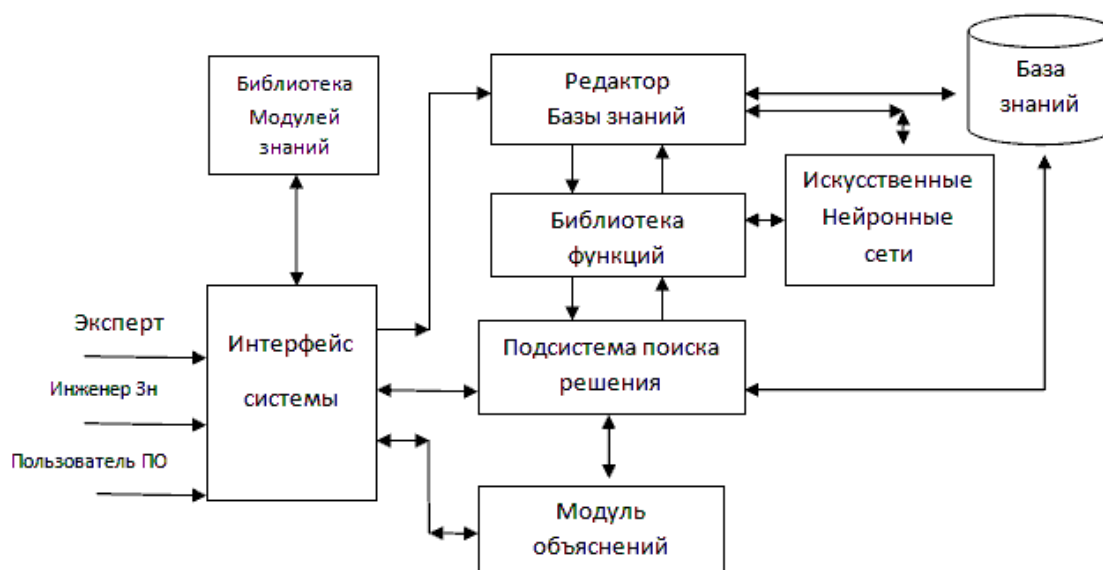 Библиотека
Модулей
знаний
Редактор
Базы знаний
База
знаний
Искусственные
Нейронные
сети
Библиотека
функций
Эксперт
Инженер Зн
Пользователь ПО
Интерфейс
системы
Подсистема поиска
решения
Модуль
объяснений